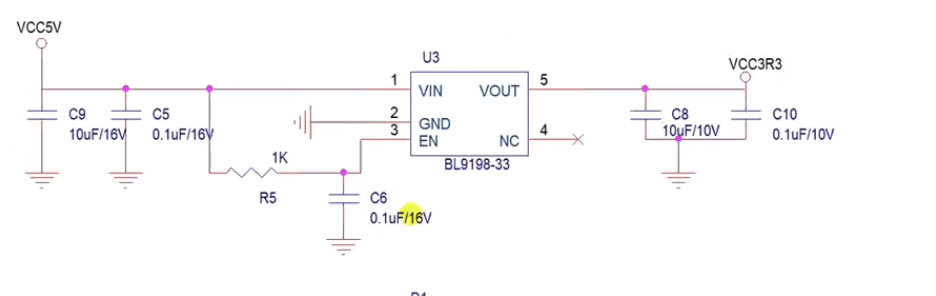 VCC5V
U3
VCC3R3
1
5
VIN
VOUT
C9
10uF/16V
C5
0.1uF/16V
2
GND
3
EN
NC
4
C8
10uF/10V
C10
0.1uF/10V
BL9198-33
1K
R5
C6
0.1uF/16V